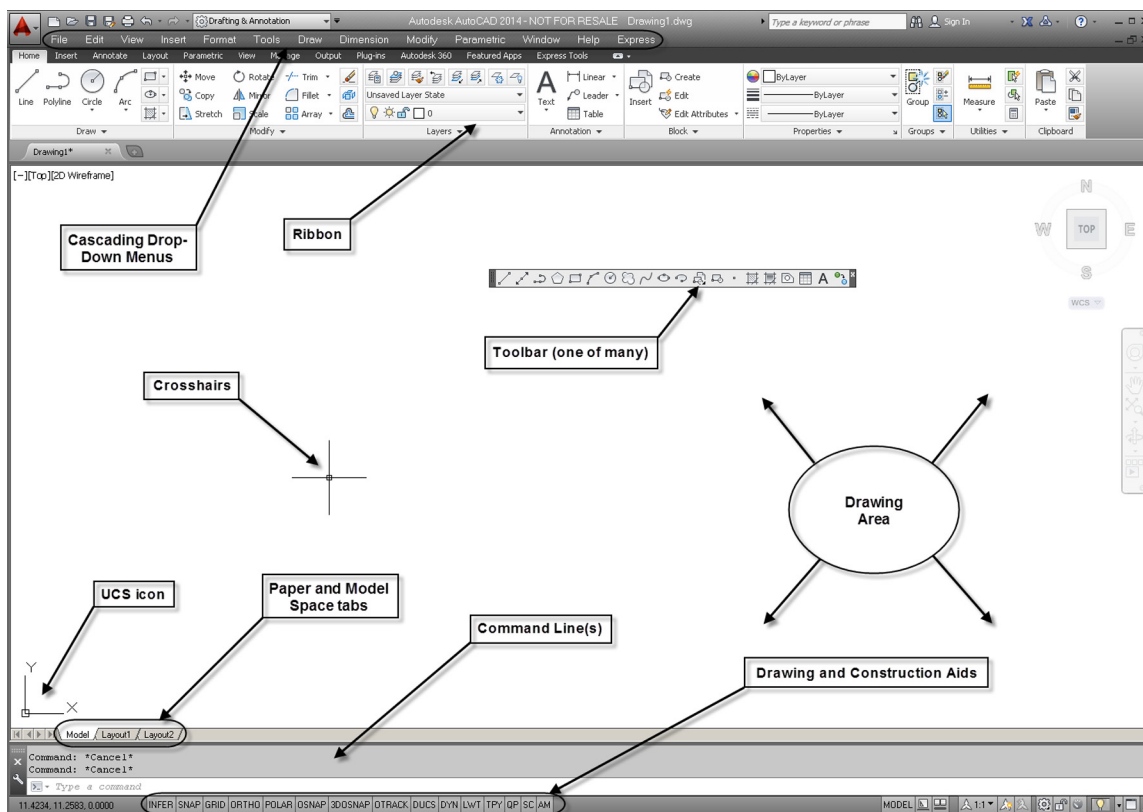 Drafting & Annotation
Autodesk AutoCAD 2014 - NOT FOR RESALE Drawing1.dwg
Type a keyword or phrase
Sign In
File Edit View Insert Format Tools Draw Dimension Modify Parametric Window Help Express
Home Insert Annotate Layout Parametric View Output Plug-ins Autodesk 360 Featured Apps Express Tools
Line Polyline Circle Arc
Move Rotate Trim
Copy Mirror Fillet
Stretch Scale Array
Unsaved Layer State
0
Text
Linear
Leader
Table
Insert
Create
Edit
Edit Attributes
ByLayer
ByLayer
ByLayer
Group
Measure
Paste
Draw Modify Layers Annotation Block Properties Groups Utilities Clipboard
Drawing1*
[-][Top][2D Wireframe]
N
W TOP E
S
WCS
Cascading Drop-
Down Menus
Ribbon
A
Toolbar (one of many)
Crosshairs
Drawing
Area
UCS icon
Paper and Model
Space tabs
Command Line(s)
Drawing and Construction Aids
Y
X
Model Layout1 Layout2
Command: *Cancel*
Command: *Cancel*
Type a command
11.4234, 11.2583, 0.0000
INFER SNAP GRID ORTHO POLAR OSNAP 3DOSNAP OTRACK DUCS DYN LWT TPY QP SC AM
MODEL
1:1